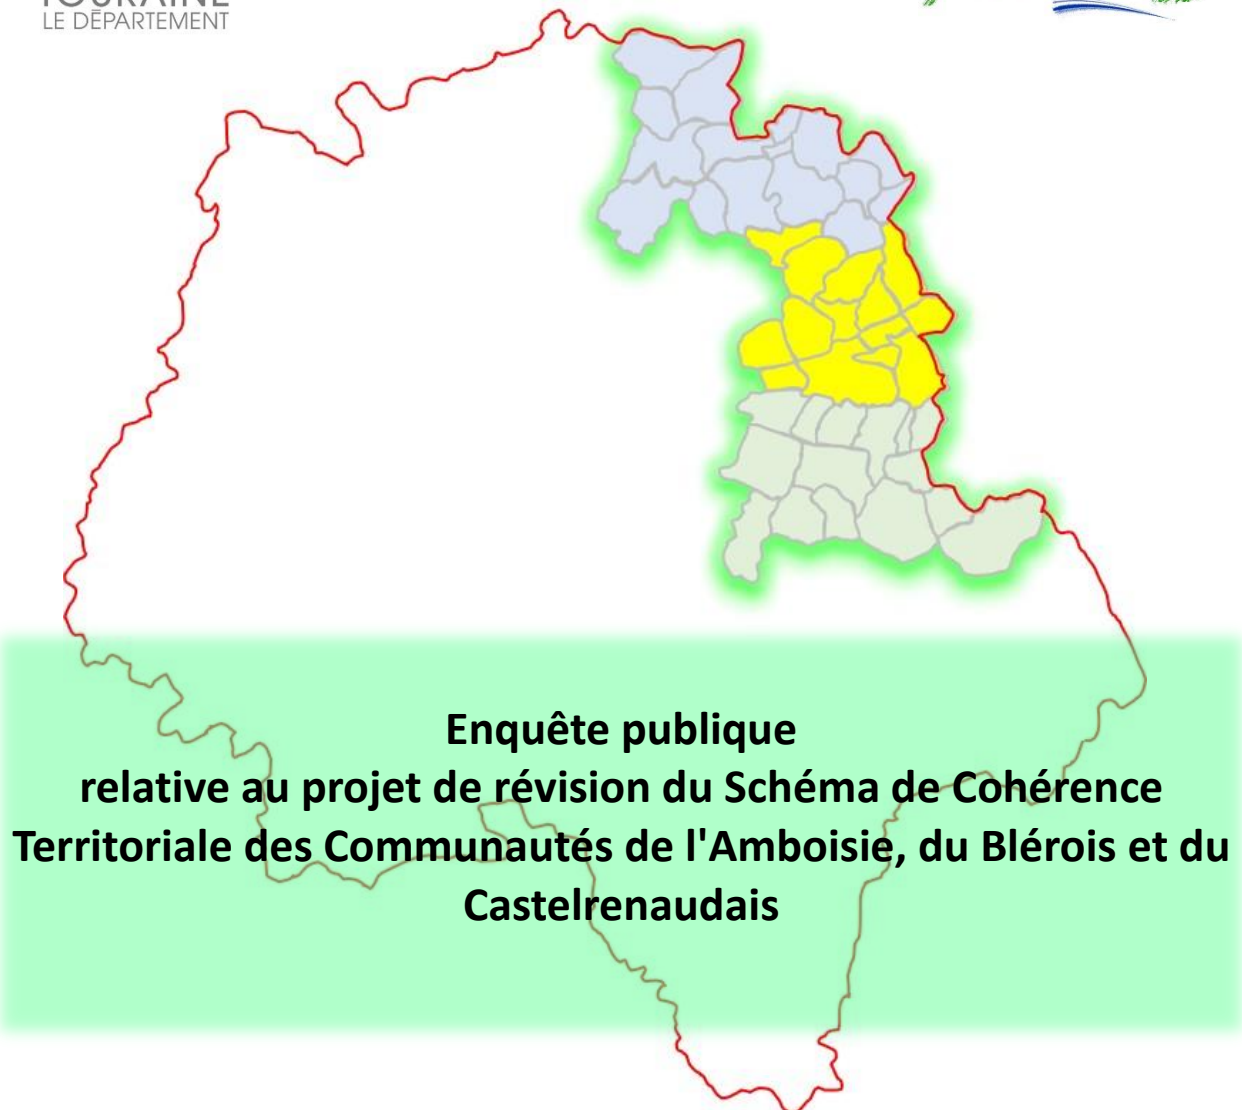 TOURAINE
LE DÉPARTEMENT
Enquête publique
relative au projet de révision du Schéma de Cohérence
Territoriale des Communautés de l'Amboisie, du Blérois et du
Castelrenaudais